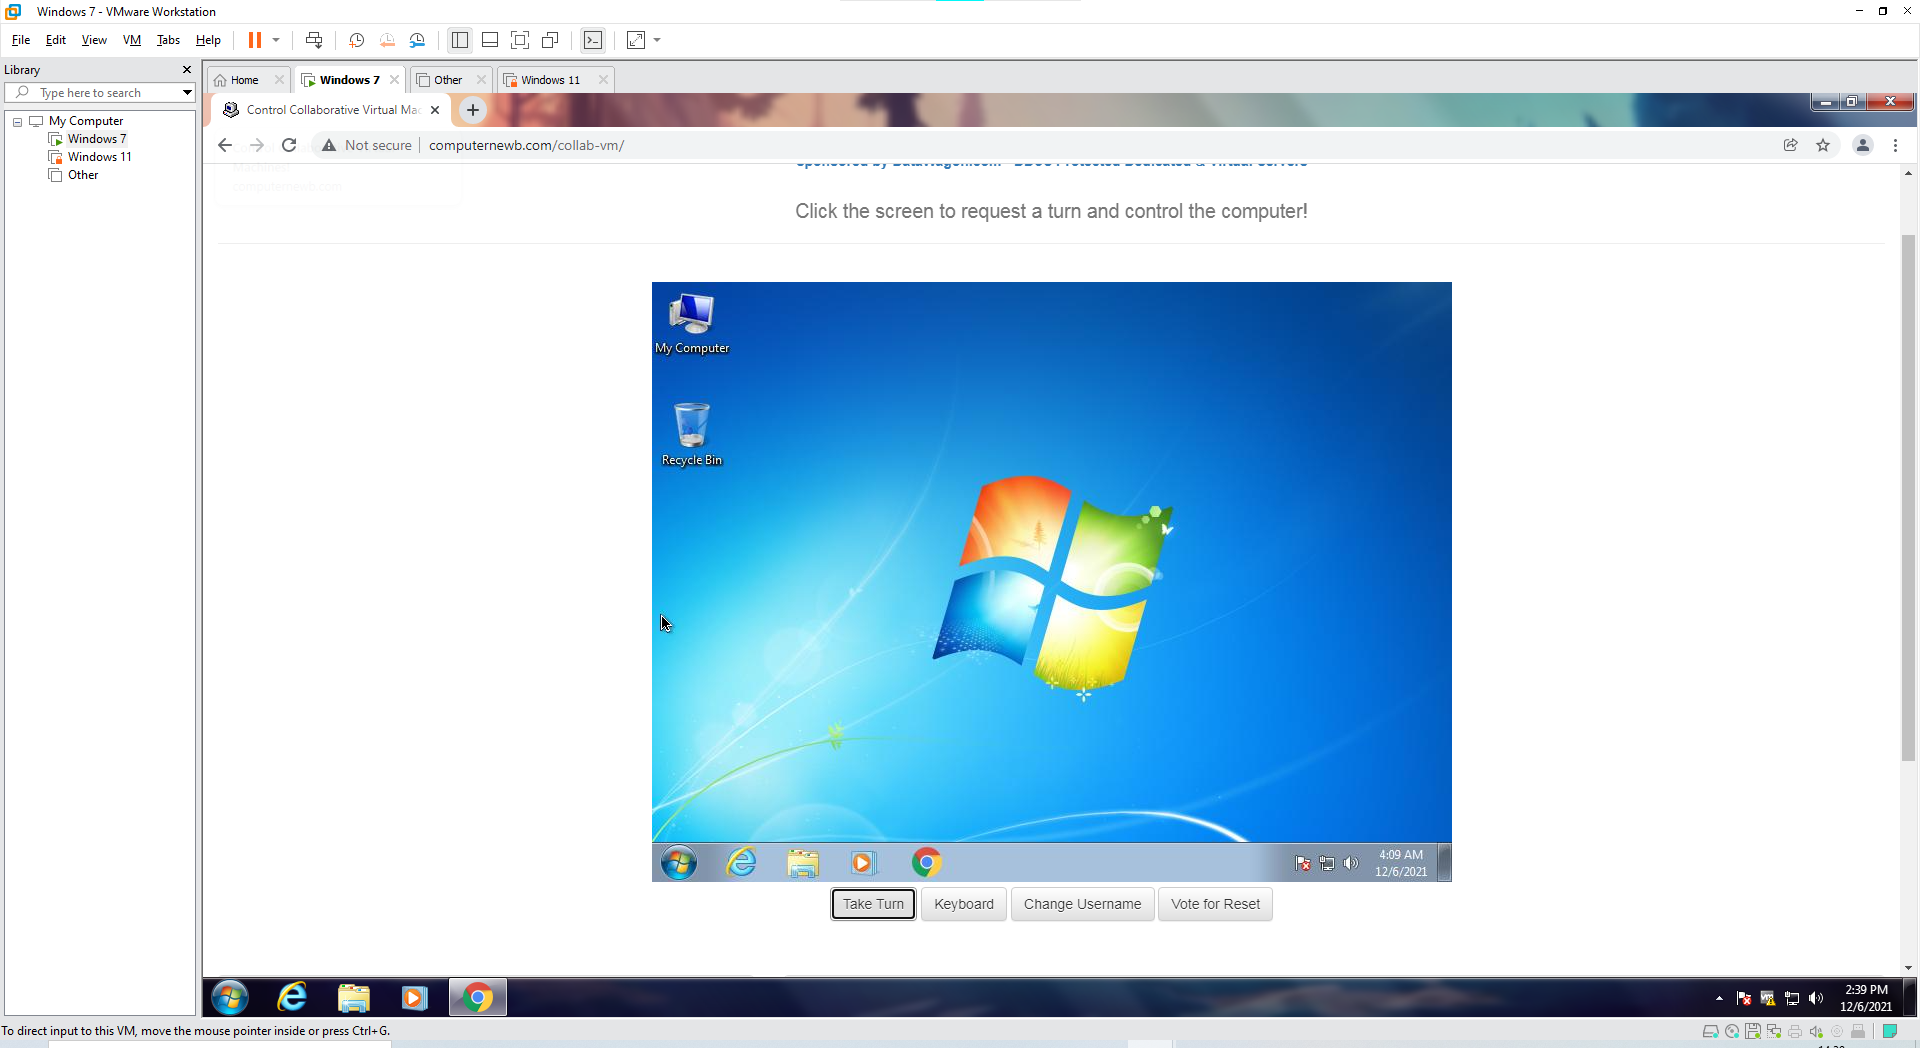 Windows 7 - VMware Workstation
File Edit View VM Tabs Help
Library
Type here to search
My Computer
Windows 7
Windows 11
Other
Home
Windows 7
Other
Windows 11
Control Collaborative Virtual Mac
Not secure computernewb.com/collab-vm/
computernewb.com
Click the screen to request a turn and control the computer!
My Computer
Recycle Bin
4:09 AM
12/6/2021
Take Turn Keyboard Change Username Vote for Reset
2:39 PM
12/6/2021
To direct input to this VM, move the mouse pointer inside or press Ctrl+G.